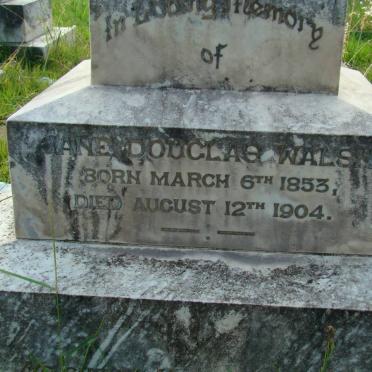 In Loving Memory
of
JANE DOUGLAS WALS
BORN MARCH 6TH 1853,
DIED AUGUST 12TH 1904.